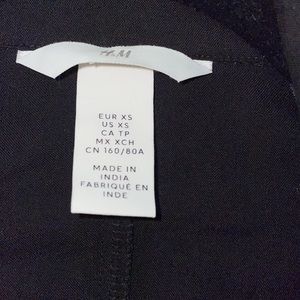 H&M
EUR XS
US XS
CA TP
MX XCH
CN 160/80A
MADE IN
INDIA
FABRIQUÉ EN
INDE